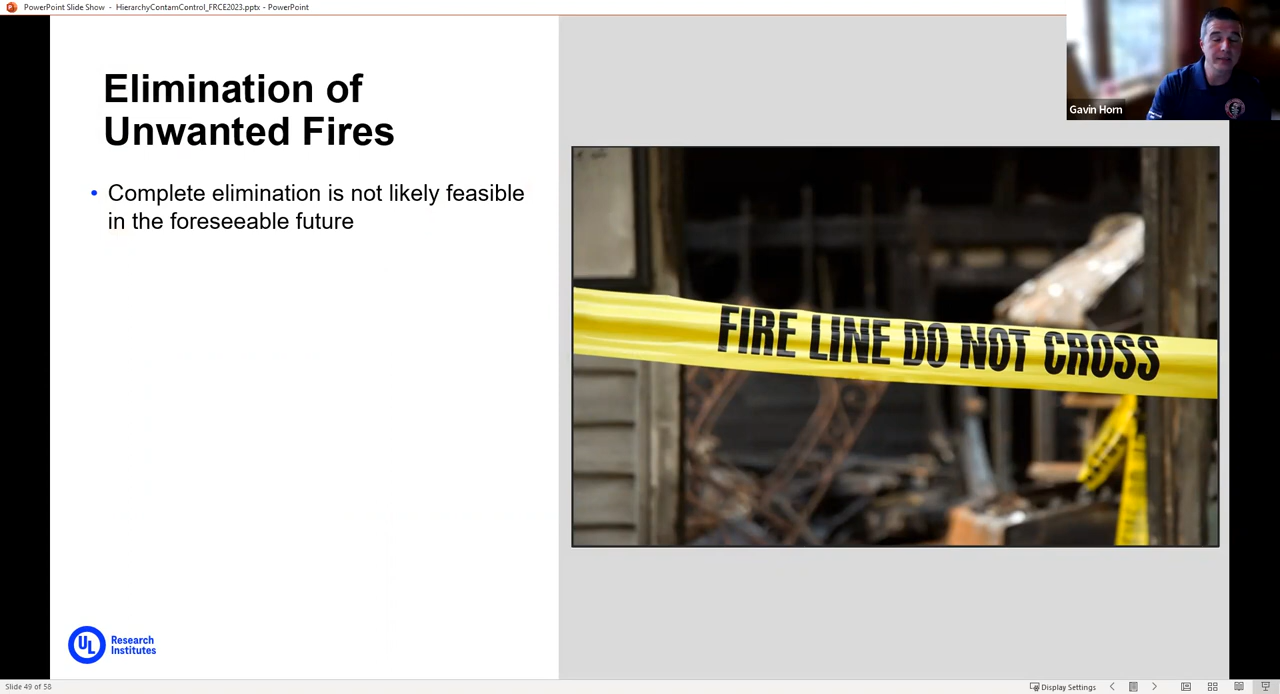 PowerPoint Slide Show - HierarchyContamControl_FRCE2023.pptx - PowerPoint
Gavin Horn
Elimination of
Unwanted Fires
• Complete elimination is not likely feasible
in the foreseeable future
FIRE LINE DO NOT CROSS
UL Research
Institutes
Slide 49 of 58
Display Settings